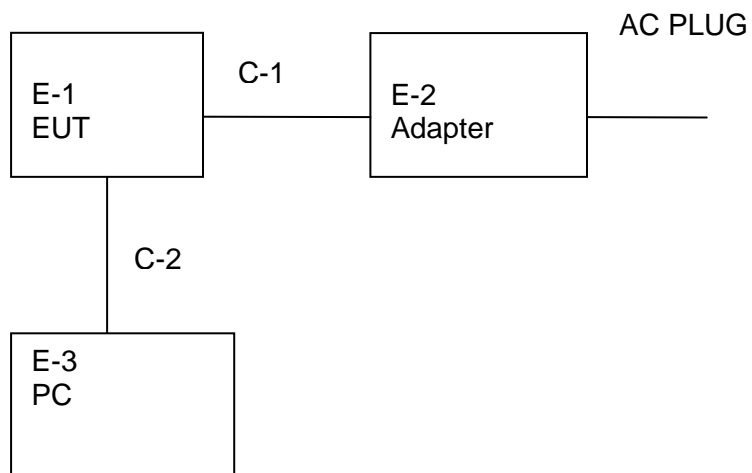 AC PLUG
E-1
EUT
C-1
E-2
Adapter
C-2
E-3
PC